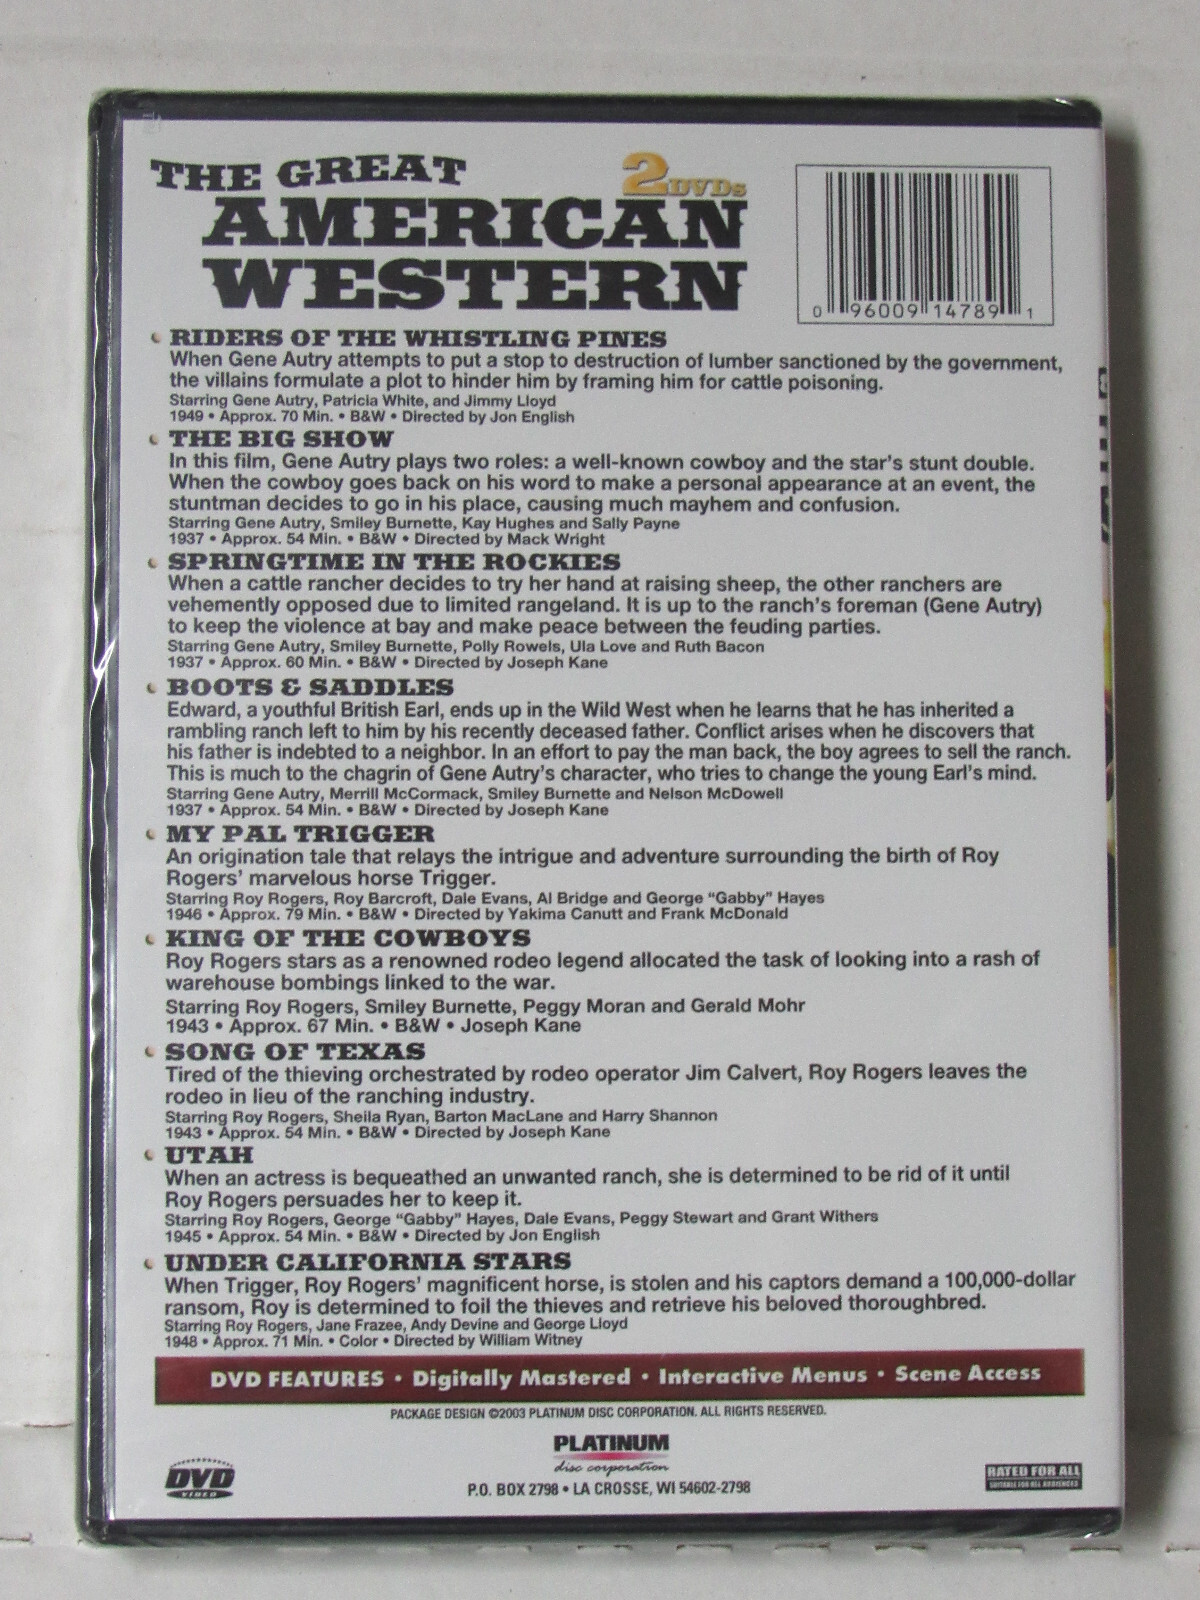 THE GREAT
2 DVDs
AMERICAN
WESTERN
0 96009 14789 1
RIDERS OF THE WHISTLING PINES
When Gene Autry attempts to put a stop to destruction of lumber sanctioned by the government,
the villains formulate a plot to hinder him by framing him for cattle poisoning.
Starring Gene Autry, Patricia White, and Jimmy Lloyd
1949 • Approx. 70 Min. • B&W • Directed by Jon English
THE BIG SHOW
In this film, Gene Autry plays two roles: a well-known cowboy and the star's stunt double.
When the cowboy goes back on his word to make a personal appearance at an event, the
stuntman decides to go in his place, causing much mayhem and confusion.
Starring Gene Autry, Smiley Burnette, Kay Hughes and Sally Payne
1937 • Approx. 54 Min. • B&W • Directed by Mack Wright
SPRINGTIME IN THE ROCKIES
When a cattle rancher decides to try her hand at raising sheep, the other ranchers are
vehemently opposed due to limited rangeland. It is up to the ranch's foreman (Gene Autry)
to keep the violence at bay and make peace between the feuding parties.
Starring Gene Autry, Smiley Burnette, Polly Rowels, Ula Love and Ruth Bacon
1937 • Approx. 60 Min. • B&W • Directed by Joseph Kane
BOOTS & SADDLES
Edward, a youthful British Earl, ends up in the Wild West when he learns that he has inherited a
rambling ranch left to him by his recently deceased father. Conflict arises when he discovers that
his father is indebted to a neighbor. In an effort to pay the man back, the boy agrees to sell the ranch.
This is much to the chagrin of Gene Autry's character, who tries to change the young Earl's mind.
Starring Gene Autry, Merrill McCormack, Smiley Burnette and Nelson McDowell
1937 • Approx. 54 Min. • B&W • Directed by Joseph Kane
MY PAL TRIGGER
An origination tale that relays the intrigue and adventure surrounding the birth of Roy
Rogers' marvelous horse Trigger.
Starring Roy Rogers, Roy Barcroft, Dale Evans, Al Bridge and George "Gabby" Hayes
1946 • Approx. 79 Min. • B&W • Directed by Yakima Canutt and Frank McDonald
KING OF THE COWBOYS
Roy Rogers stars as a renowned rodeo legend allocated the task of looking into a rash of
warehouse bombings linked to the war.
Starring Roy Rogers, Smiley Burnette, Peggy Moran and Gerald Mohr
1943 • Approx. 67 Min. • B&W • Joseph Kane
SONG OF TEXAS
Tired of the thieving orchestrated by rodeo operator Jim Calvert, Roy Rogers leaves the
rodeo in lieu of the ranching industry.
Starring Roy Rogers, Sheila Ryan, Barton MacLane and Harry Shannon
1943 • Approx. 54 Min. • B&W • Directed by Joseph Kane
UTAH
When an actress is bequeathed an unwanted ranch, she is determined to be rid of it until
Roy Rogers persuades her to keep it.
Starring Roy Rogers, George "Gabby" Hayes, Dale Evans, Peggy Stewart and Grant Withers
1945 • Approx. 54 Min. • B&W • Directed by Jon English
UNDER CALIFORNIA STARS
When Trigger, Roy Rogers' magnificent horse, is stolen and his captors demand a 100,000-dollar
ransom, Roy is determined to foil the thieves and retrieve his beloved thoroughbred.
Starring Roy Rogers, Jane Frazee, Andy Devine and George Lloyd
1948 • Approx. 71 Min. • Color • Directed by William Witney
DVD FEATURES • Digitally Mastered • Interactive Menus • Scene Access
PACKAGE DESIGN ©2003 PLATINUM DISC CORPORATION. ALL RIGHTS RESERVED.
PLATINUM
disc corporation
P.O. BOX 2798 • LA CROSSE, WI 54602-2798
DVD
VIDEO
RATED FOR ALL
SUITABLE FOR ALL AUDIENCES